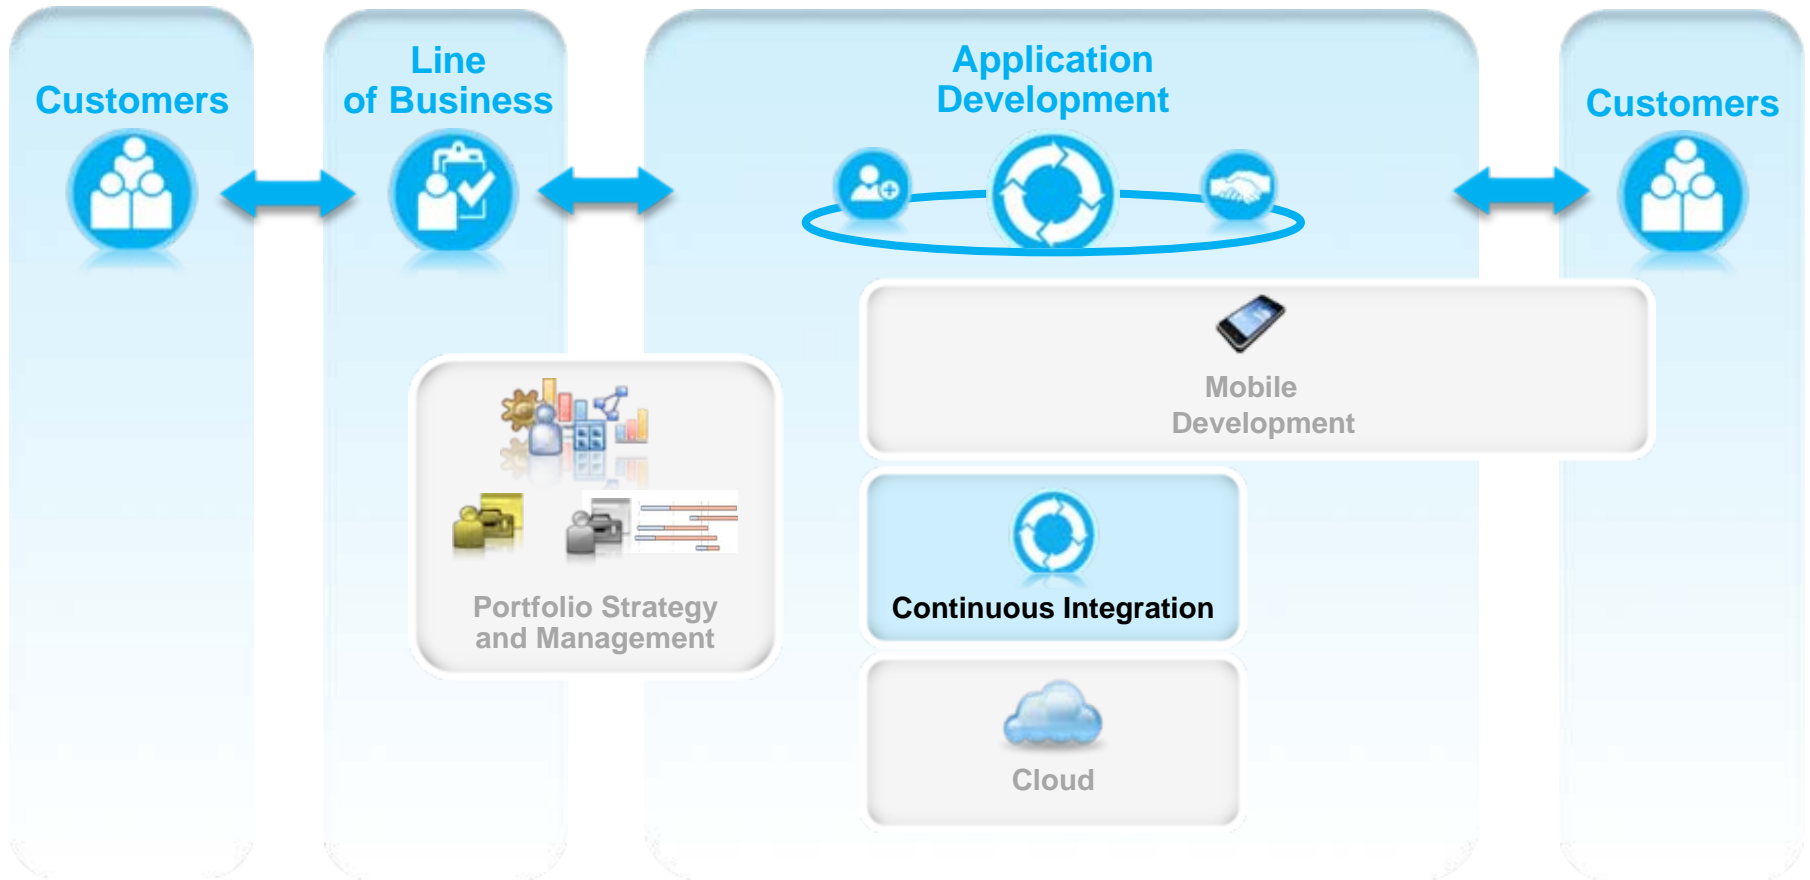 Customers
Line
of Business
Application
Development
Customers
Mobile
Development
Portfolio Strategy
and Management
Continuous Integration
Cloud